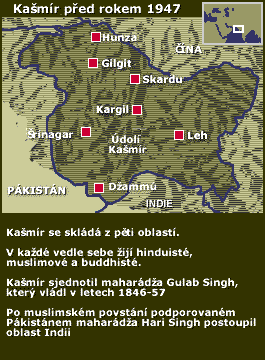 Kašmír před rokem 1947
Hunza
ČÍNA
Gilgit
Skardu
Kargil
Šrínagar
Údolí
Kašmír
Leh
PÁKISTÁN
Džammú
INDIE
Kašmír se skládá z pěti oblastí.
V každé vedle sebe žijí hinduisté,
muslimové a buddhisté.
Kašmír sjednotil maharádža Gulab Singh,
který vládl v letech 1846-57
Po muslimském povstání podporovaném
Pákistánem maharádža Hari Singh postoupil
oblast Indii